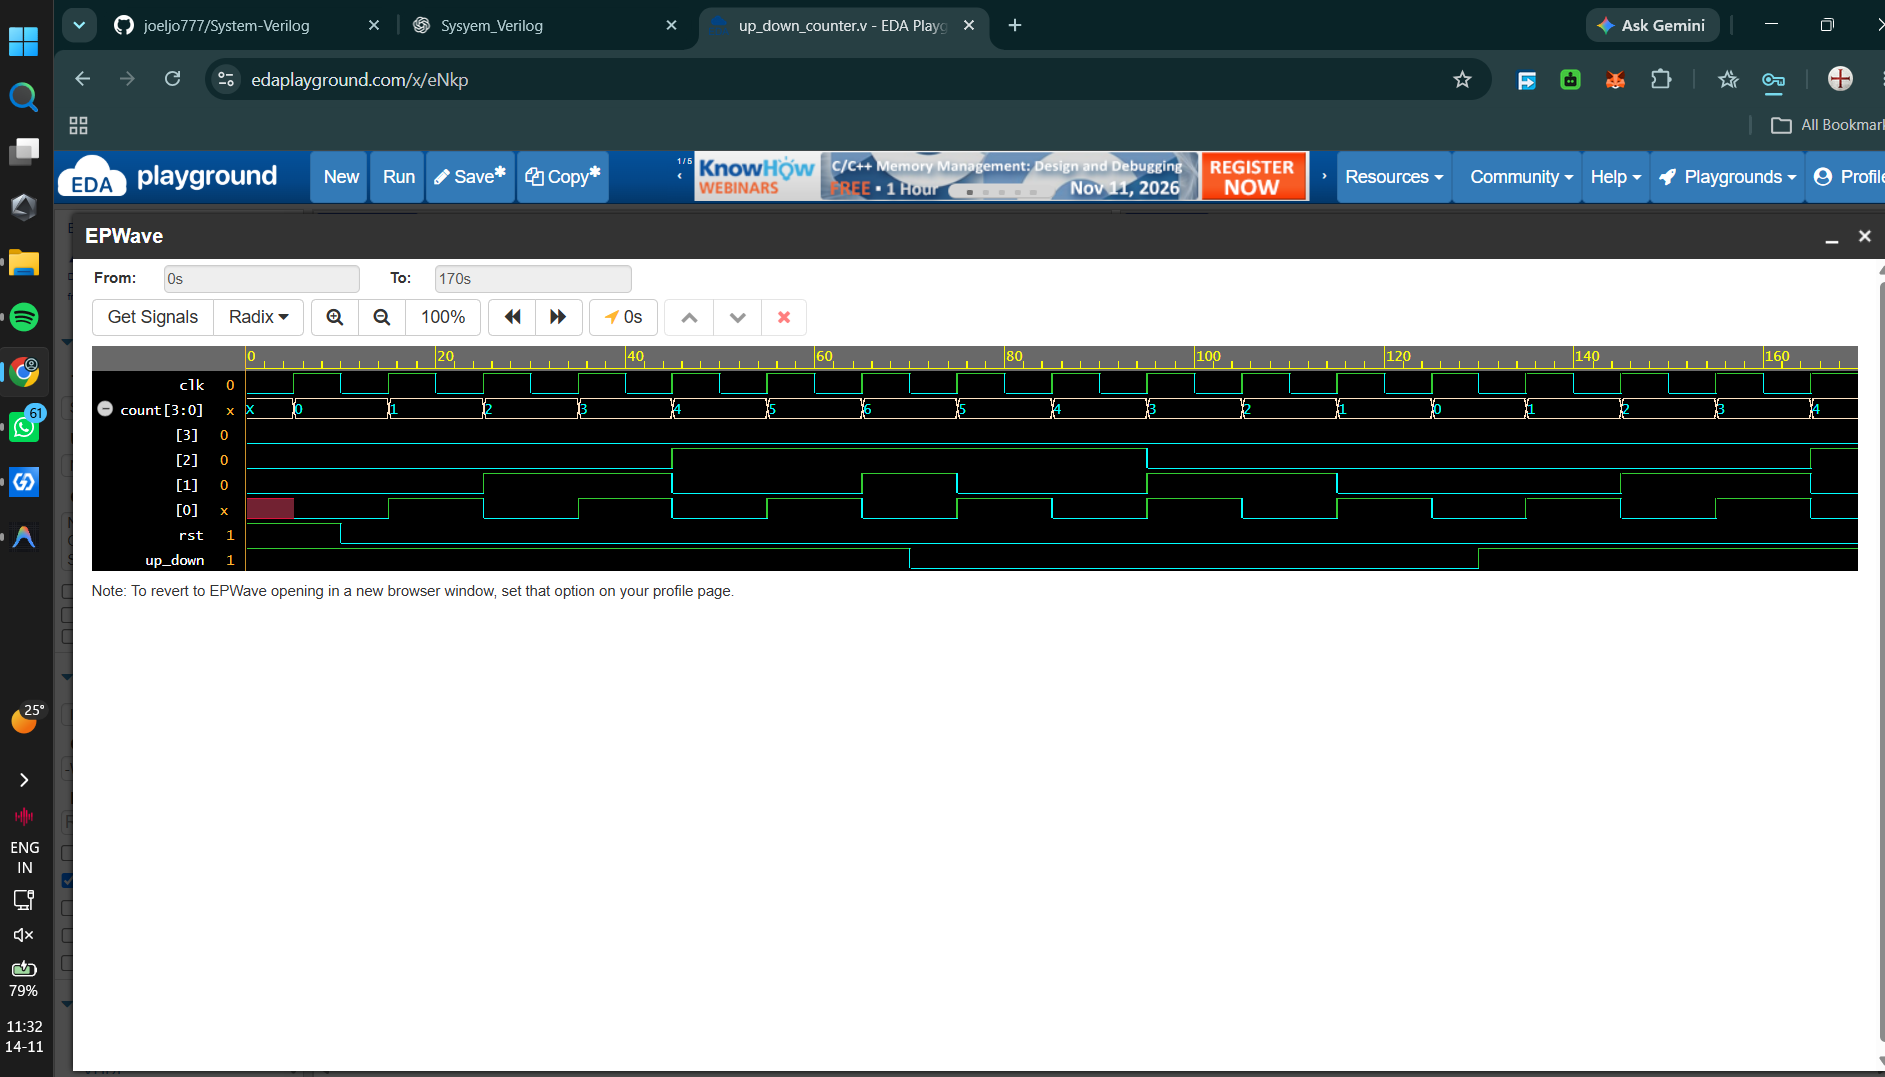 joeljo777/System-Verilog
Sysyem_Verilog
up_down_counter.v - EDA Playg
Ask Gemini
edaplayground.com/x/eNkp
All Bookmar
EDA playground
New
Run
Save*
Copy*
1/5
KnowHow
WEBINARS
C/C++ Memory Management: Design and Debugging
FREE • 1 Hour
Nov 11, 2026
REGISTER
NOW
Resources
Community
Help
Playgrounds
Profile
EPWave
From: 0s To: 170s
Get Signals
Radix
100%
0s
0 20 40 60 80 100 120 140 160
clk 0
count[3:0] x x 0 1 2 3 4 5 6 5 4 3 2 1 0 1 2 3 4
[3] 0
[2] 0
[1] 0
[0] x
rst 1
up_down 1
Note: To revert to EPWave opening in a new browser window, set that option on your profile page.
61
25°
ENG
IN
79%
11:32
14-11